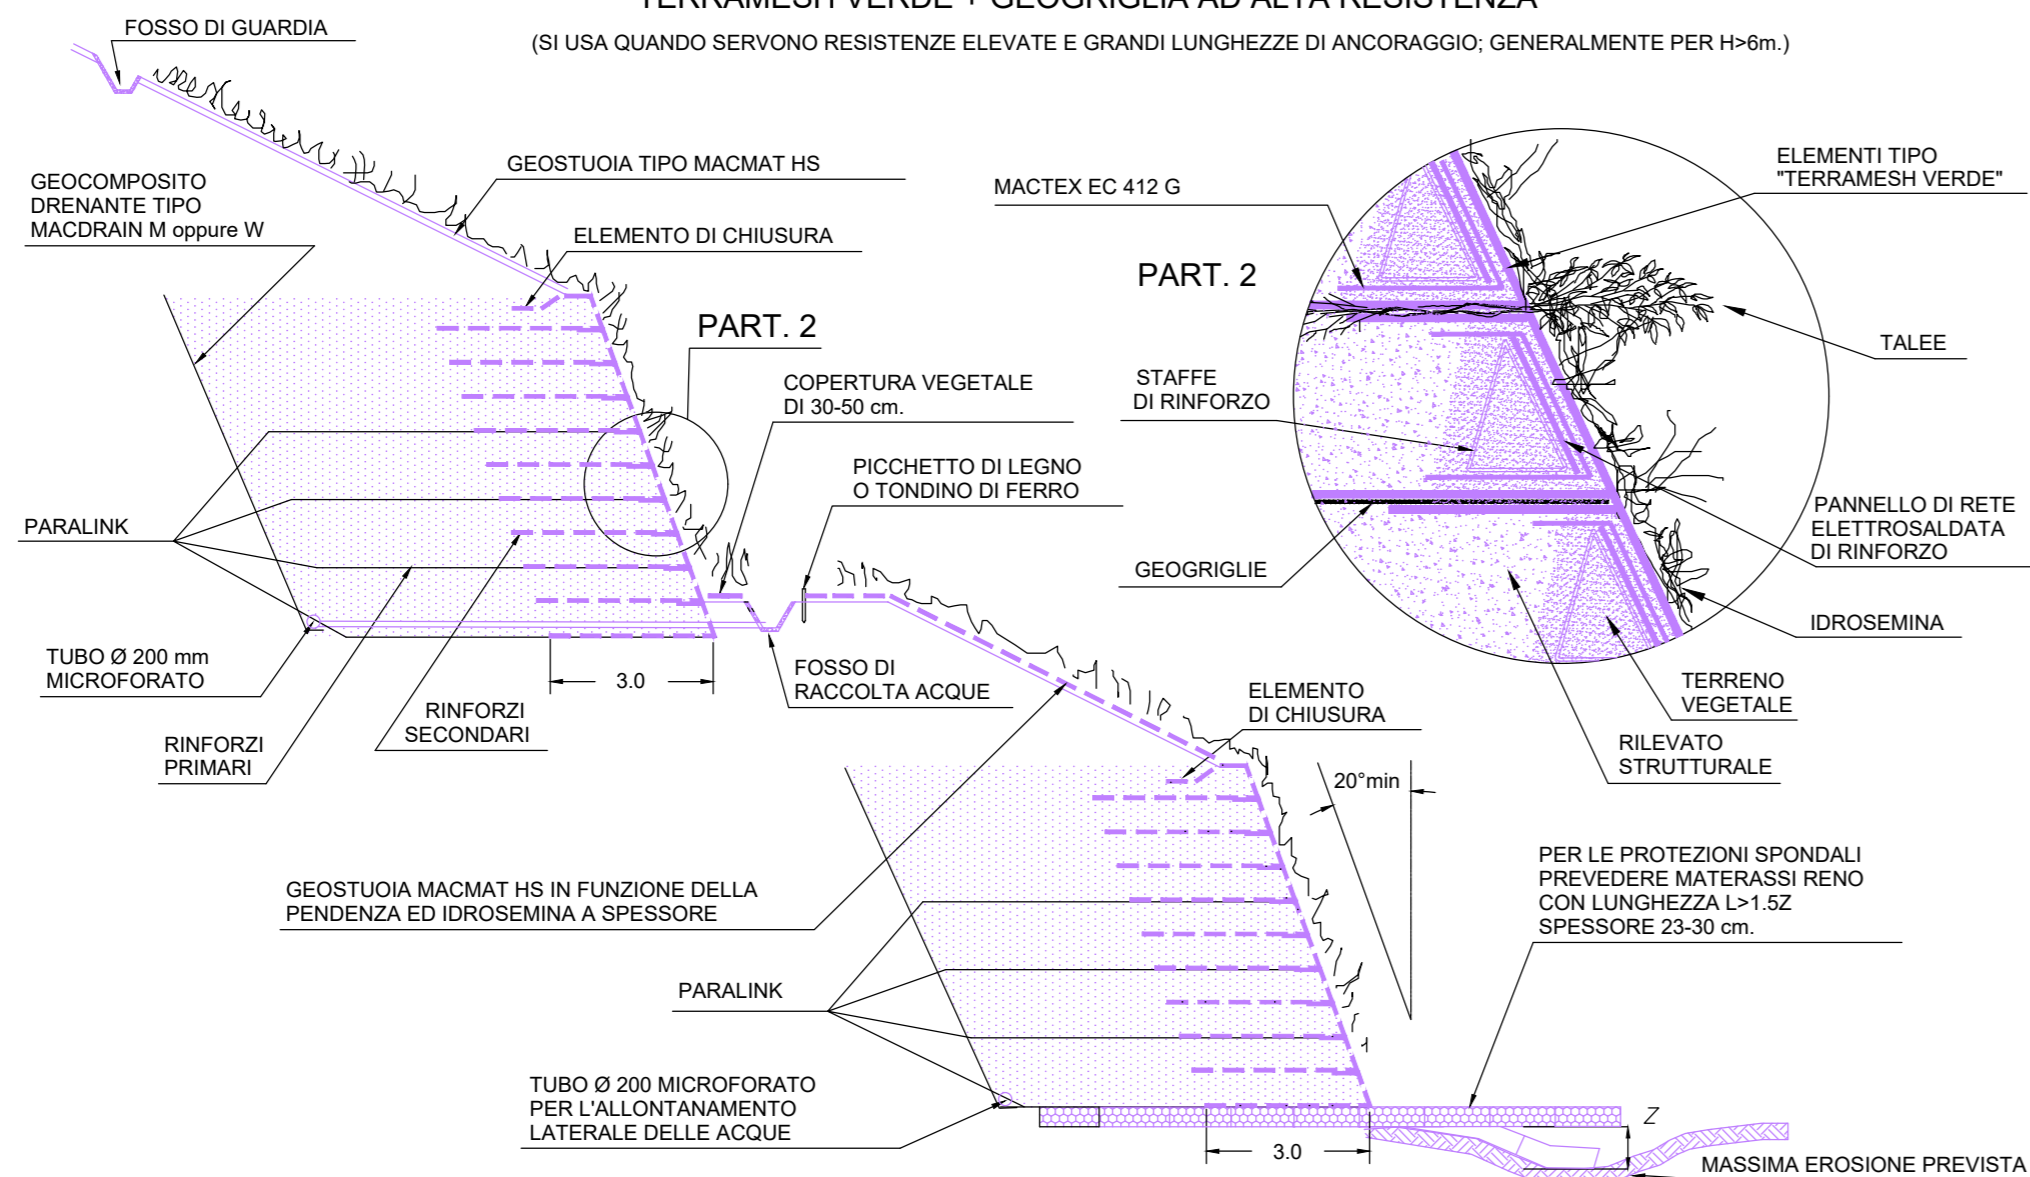 TERRAMESH VERDE + GEOGRIGLIA AD ALTA RESISTENZA
(SI USA QUANDO SERVONO RESISTENZE ELEVATE E GRANDI LUNGHEZZE DI ANCORAGGIO; GENERALMENTE PER H>6m.)
FOSSO DI GUARDIA
GEOSTUOIA TIPO MACMAT HS
GEOCOMPOSITO
DRENANTE TIPO
MACDRAIN M oppure W
ELEMENTO DI CHIUSURA
PART. 2
COPERTURA VEGETALE
DI 30-50 cm.
PICCHETTO DI LEGNO
O TONDINO DI FERRO
PARALINK
TUBO Ø 200 mm
MICROFORATO
RINFORZI
PRIMARI
RINFORZI
SECONDARI
3.0
FOSSO DI
RACCOLTA ACQUE
MACTEX EC 412 G
PART. 2
ELEMENTI TIPO
"TERRAMESH VERDE"
TALEE
STAFFE
DI RINFORZO
GEOGRIGLIE
PANNELLO DI RETE
ELETTROSALDATA
DI RINFORZO
IDROSEMINA
TERRENO
VEGETALE
RILEVATO
STRUTTURALE
ELEMENTO
DI CHIUSURA
20°min
GEOSTUOIA MACMAT HS IN FUNZIONE DELLA
PENDENZA ED IDROSEMINA A SPESSORE
PARALINK
PER LE PROTEZIONI SPONDALI
PREVEDERE MATERASSI RENO
CON LUNGHEZZA L>1.5Z
SPESSORE 23-30 cm.
TUBO Ø 200 MICROFORATO
PER L'ALLONTANAMENTO
LATERALE DELLE ACQUE
3.0
Z
MASSIMA EROSIONE PREVISTA